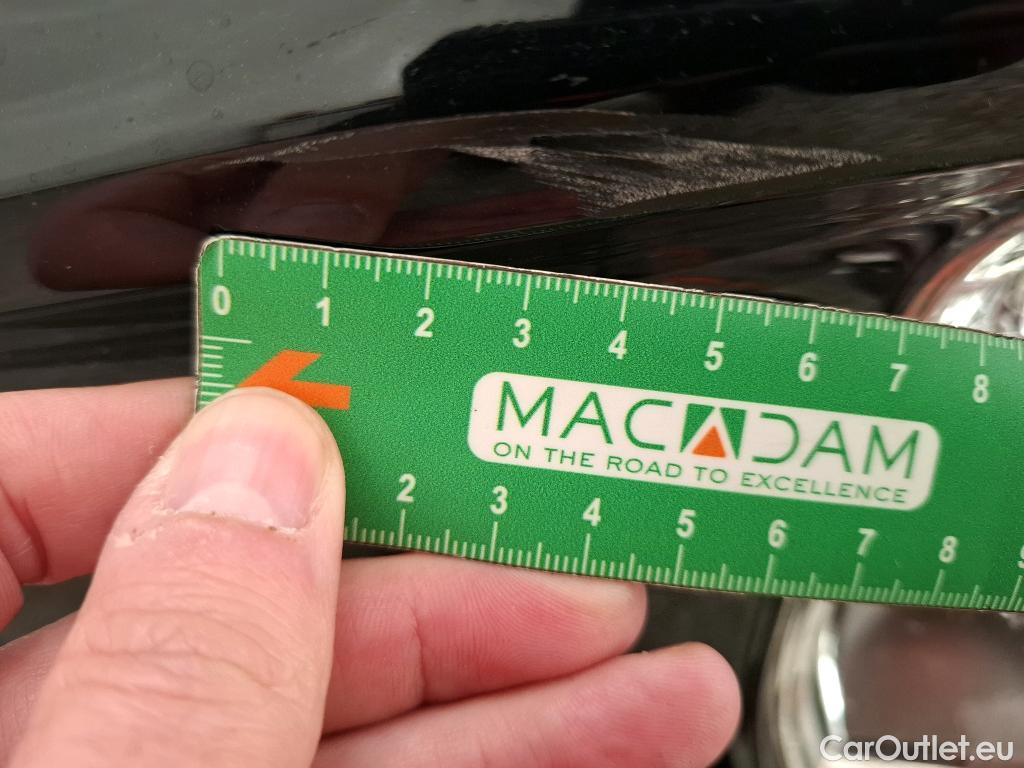 0 1 2 3 4 5 6 7 8
MACADAM
ON THE ROAD TO EXCELLENCE
2 3 4 5 6 7 8 9
CarOutlet.eu